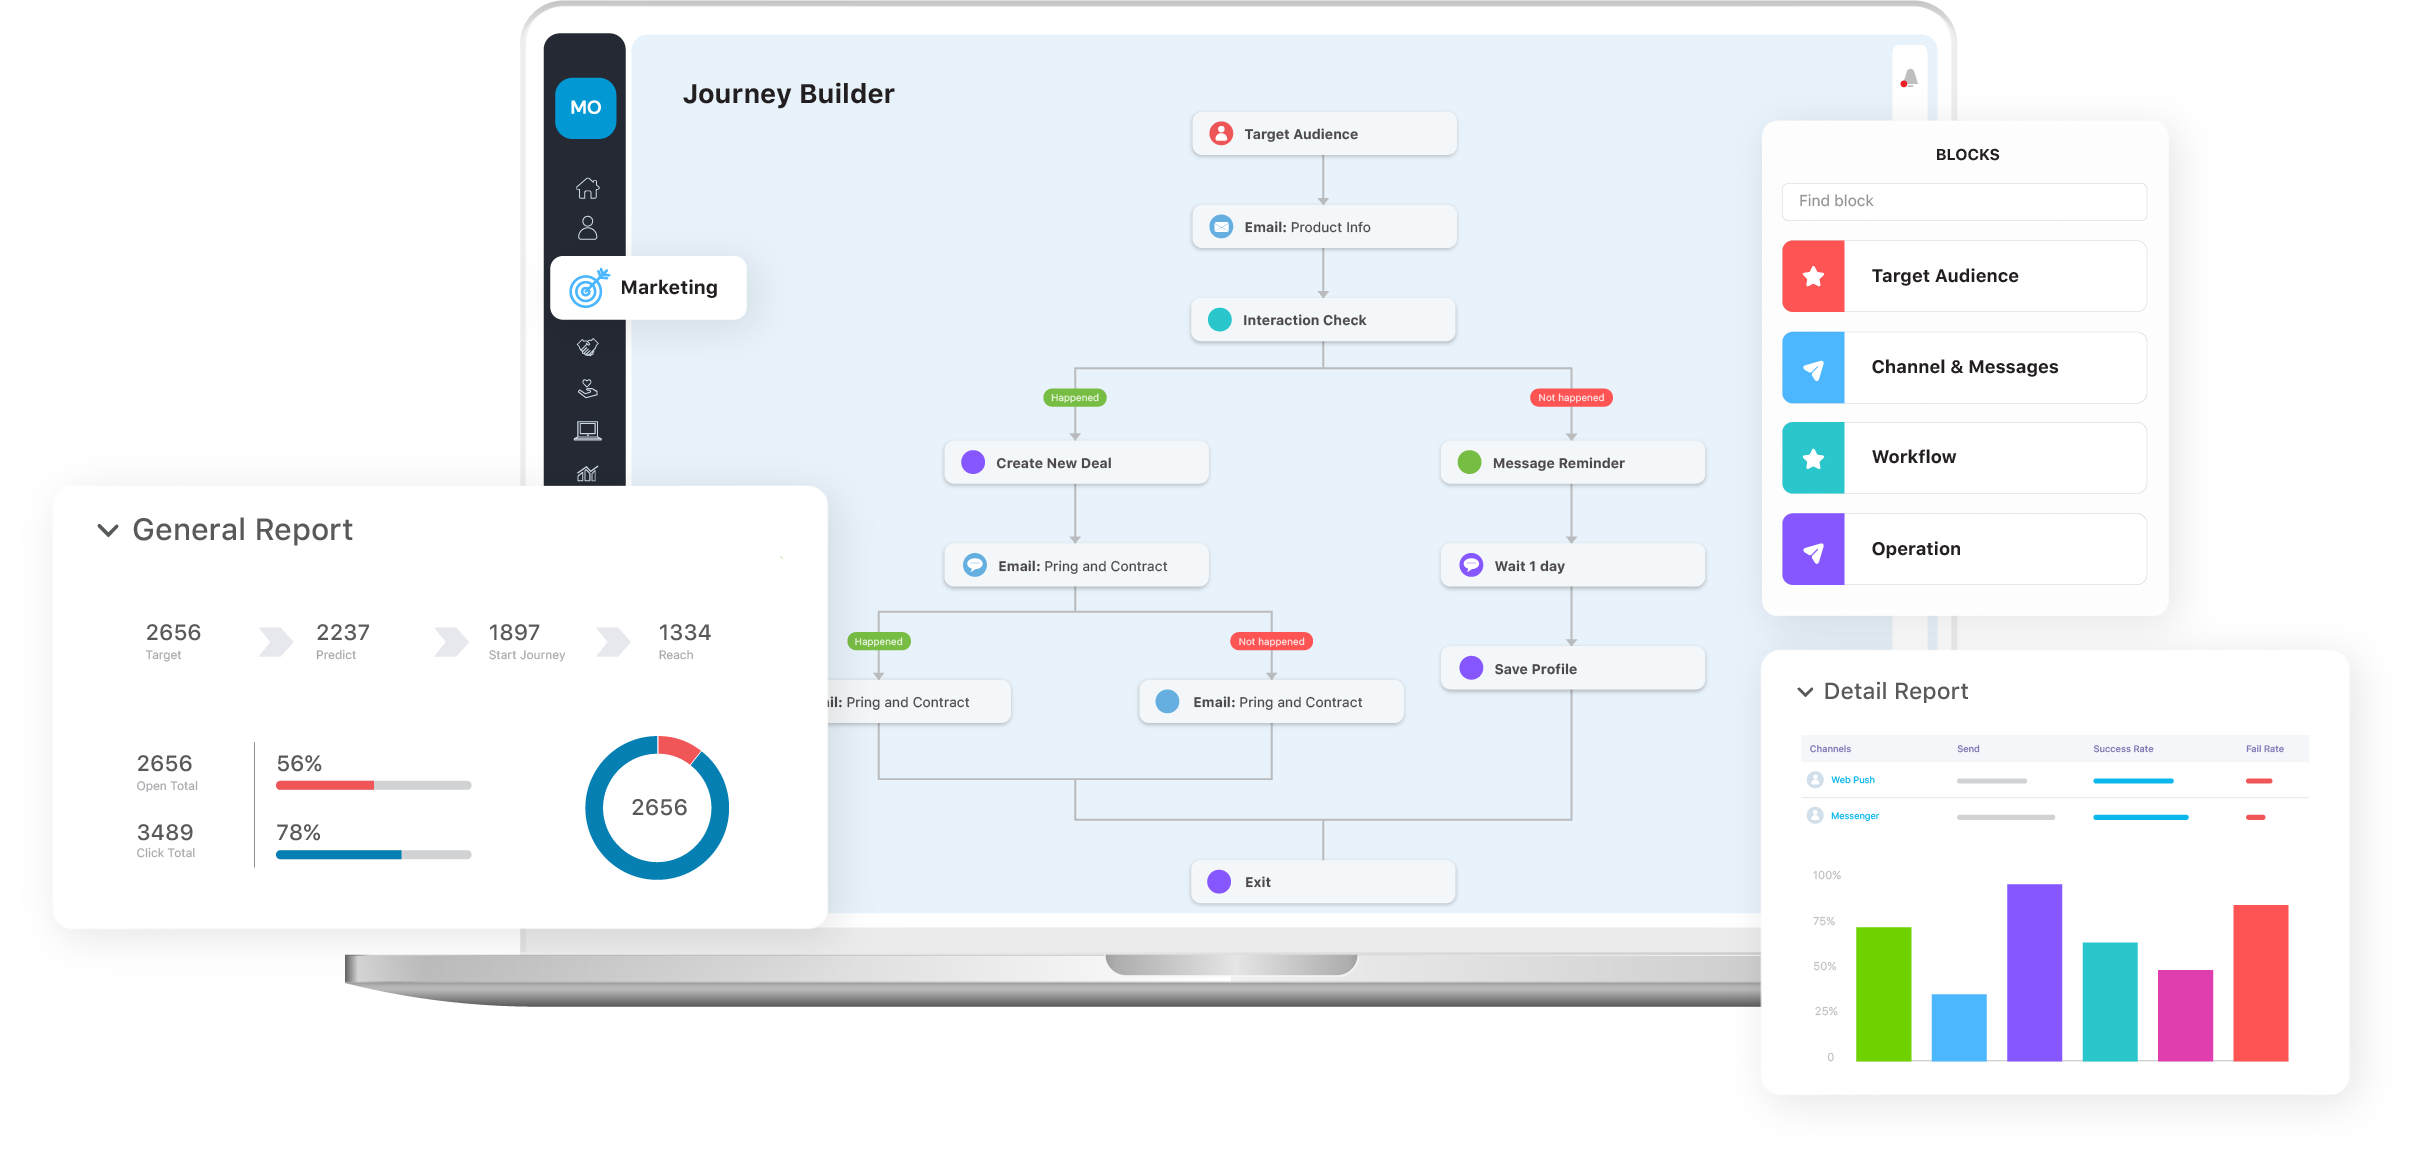 MO
Journey Builder
Marketing
Target Audience
Email: Product Info
Interaction Check
Happened
Not happened
Create New Deal
Message Reminder
Email: Pring and Contract
Wait 1 day
Happened
Not happened
Save Profile
il: Pring and Contract
Email: Pring and Contract
Exit
BLOCKS
Find block
Target Audience
Channel & Messages
Workflow
Operation
General Report
2656
Target
2237
Predict
1897
Start Journey
1334
Reach
2656
Open Total
56%
3489
Click Total
78%
2656
Detail Report
Channels Send Success Rate Fail Rate
Web Push
Messenger
100%
75%
50%
25%
0